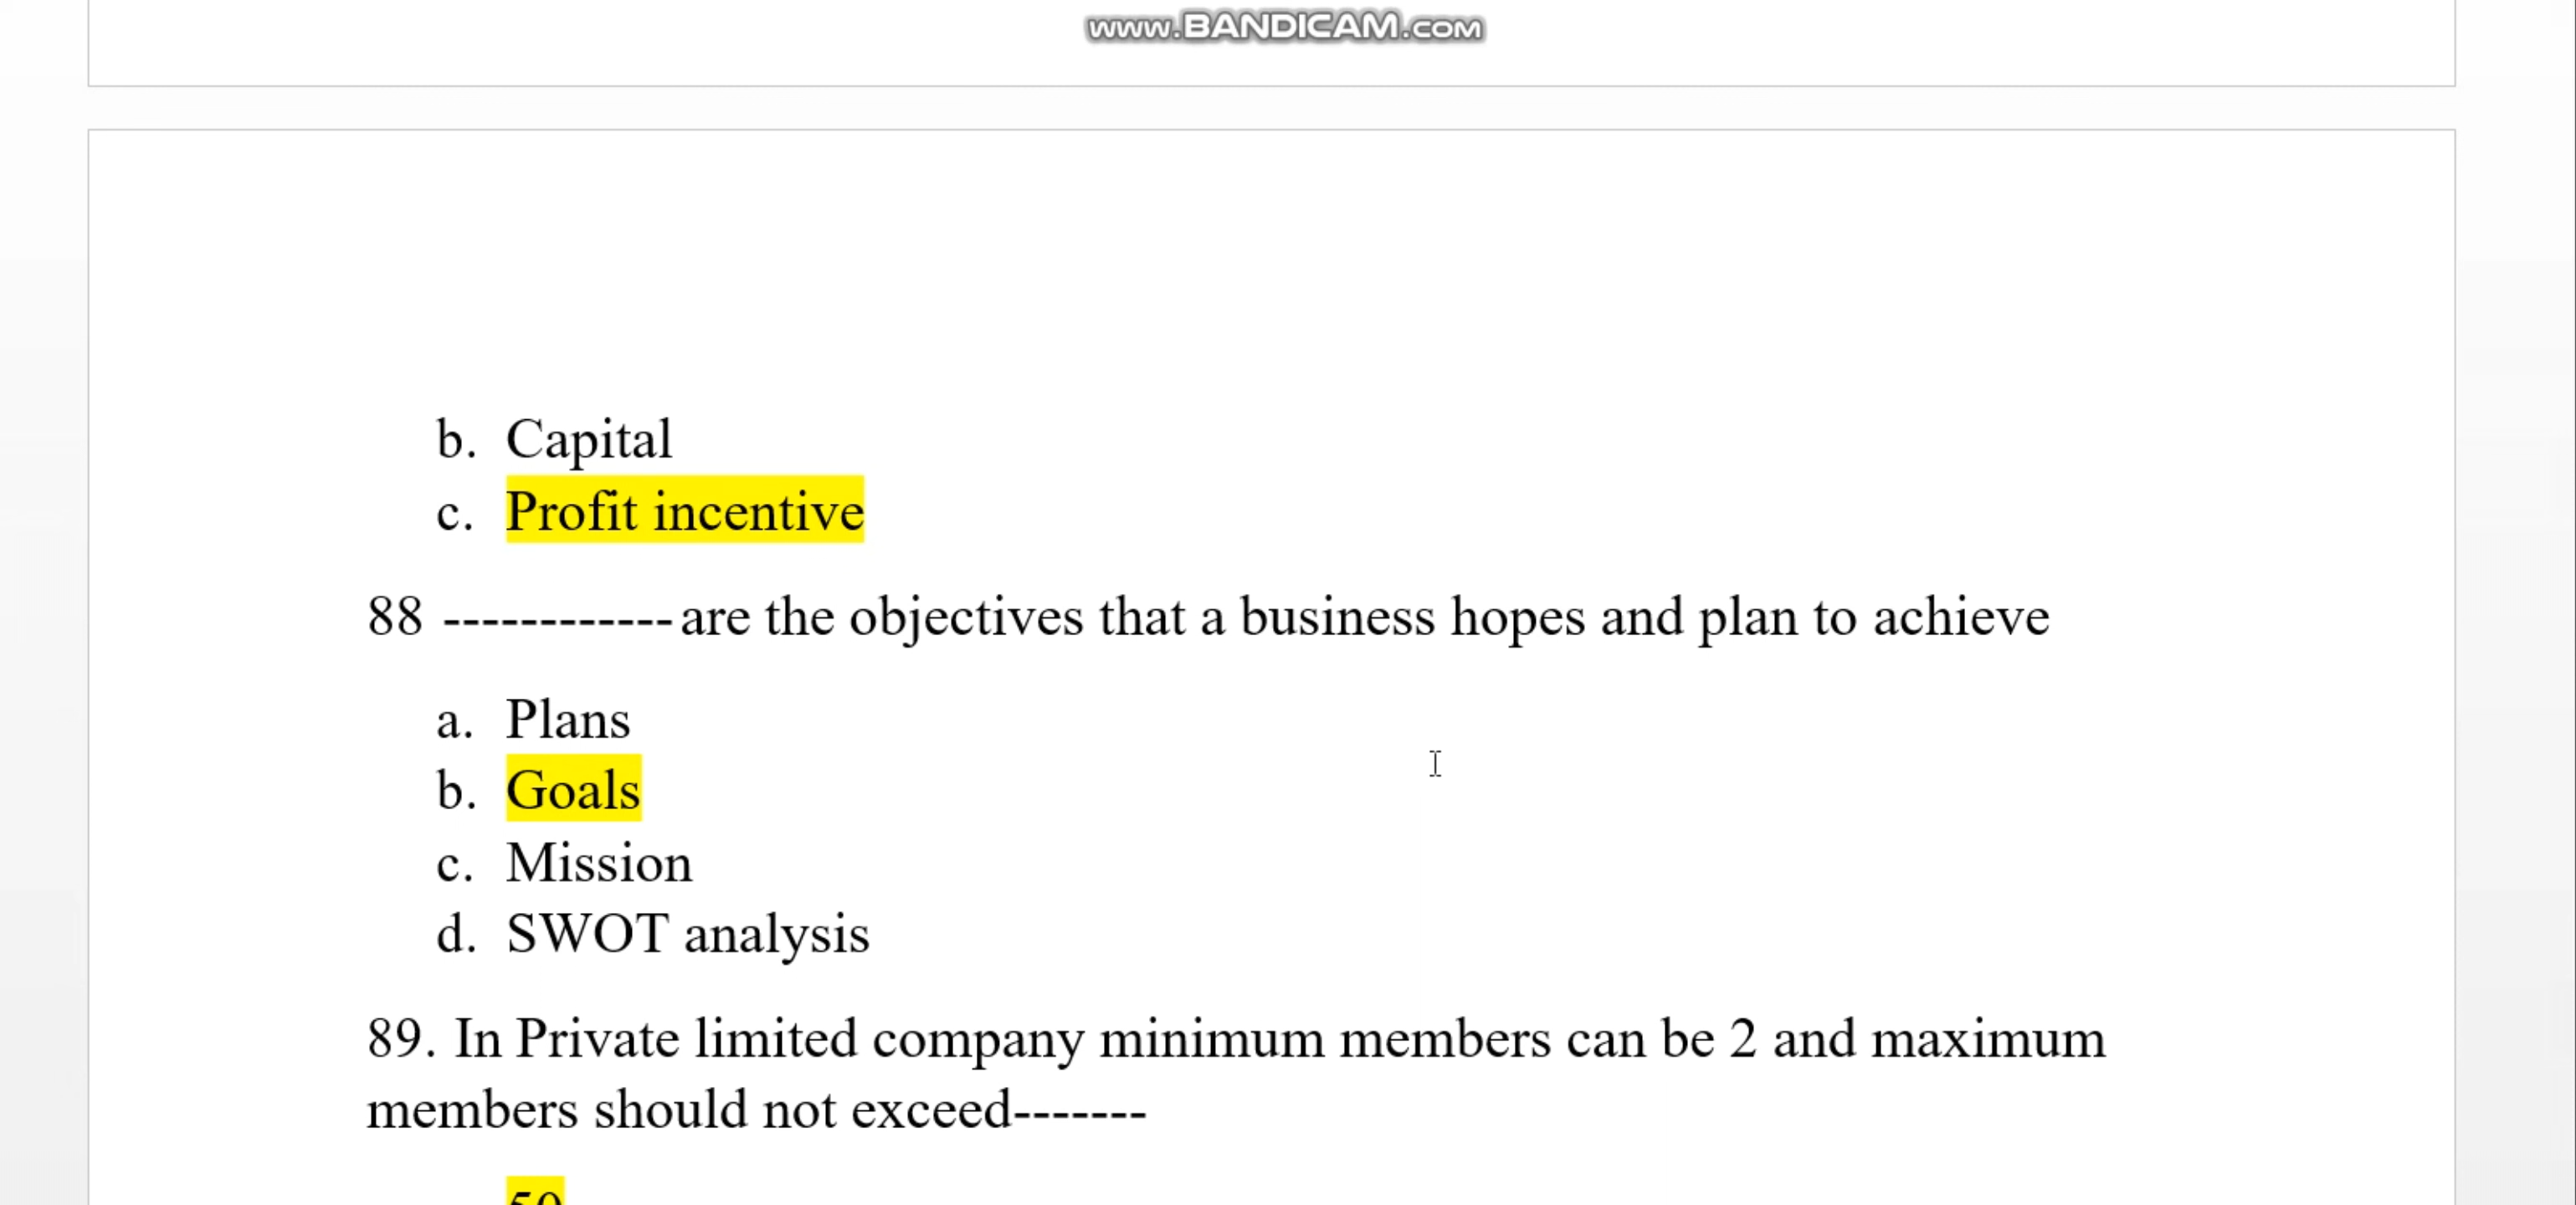 www.BANDICAM.com
b. Capital
c. Profit incentive
88 ------------are the objectives that a business hopes and plan to achieve
a. Plans
b. Goals
c. Mission
d. SWOT analysis
89. In Private limited company minimum members can be 2 and maximum
members should not exceed-------
50